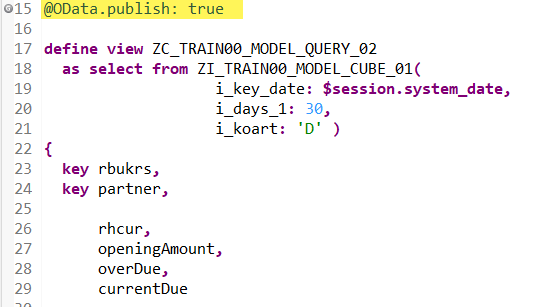 15 @OData.publish: true
16
17 define view ZC_TRAIN00_MODEL_QUERY_02
18 as select from ZI_TRAIN00_MODEL_CUBE_01(
19 i_key_date: $session.system_date,
20 i_days_1: 30,
21 i_koart: 'D' )
22 {
23 key rbukrs,
24 key partner,
25
26 rhcur,
27 openingAmount,
28 overDue,
29 currentDue